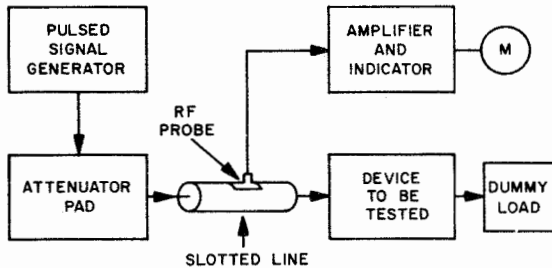 PULSED
SIGNAL
GENERATOR
AMPLIFIER
AND
INDICATOR
M
RF
PROBE
ATTENUATOR
PAD
DEVICE
TO BE
TESTED
DUMMY
LOAD
SLOTTED LINE